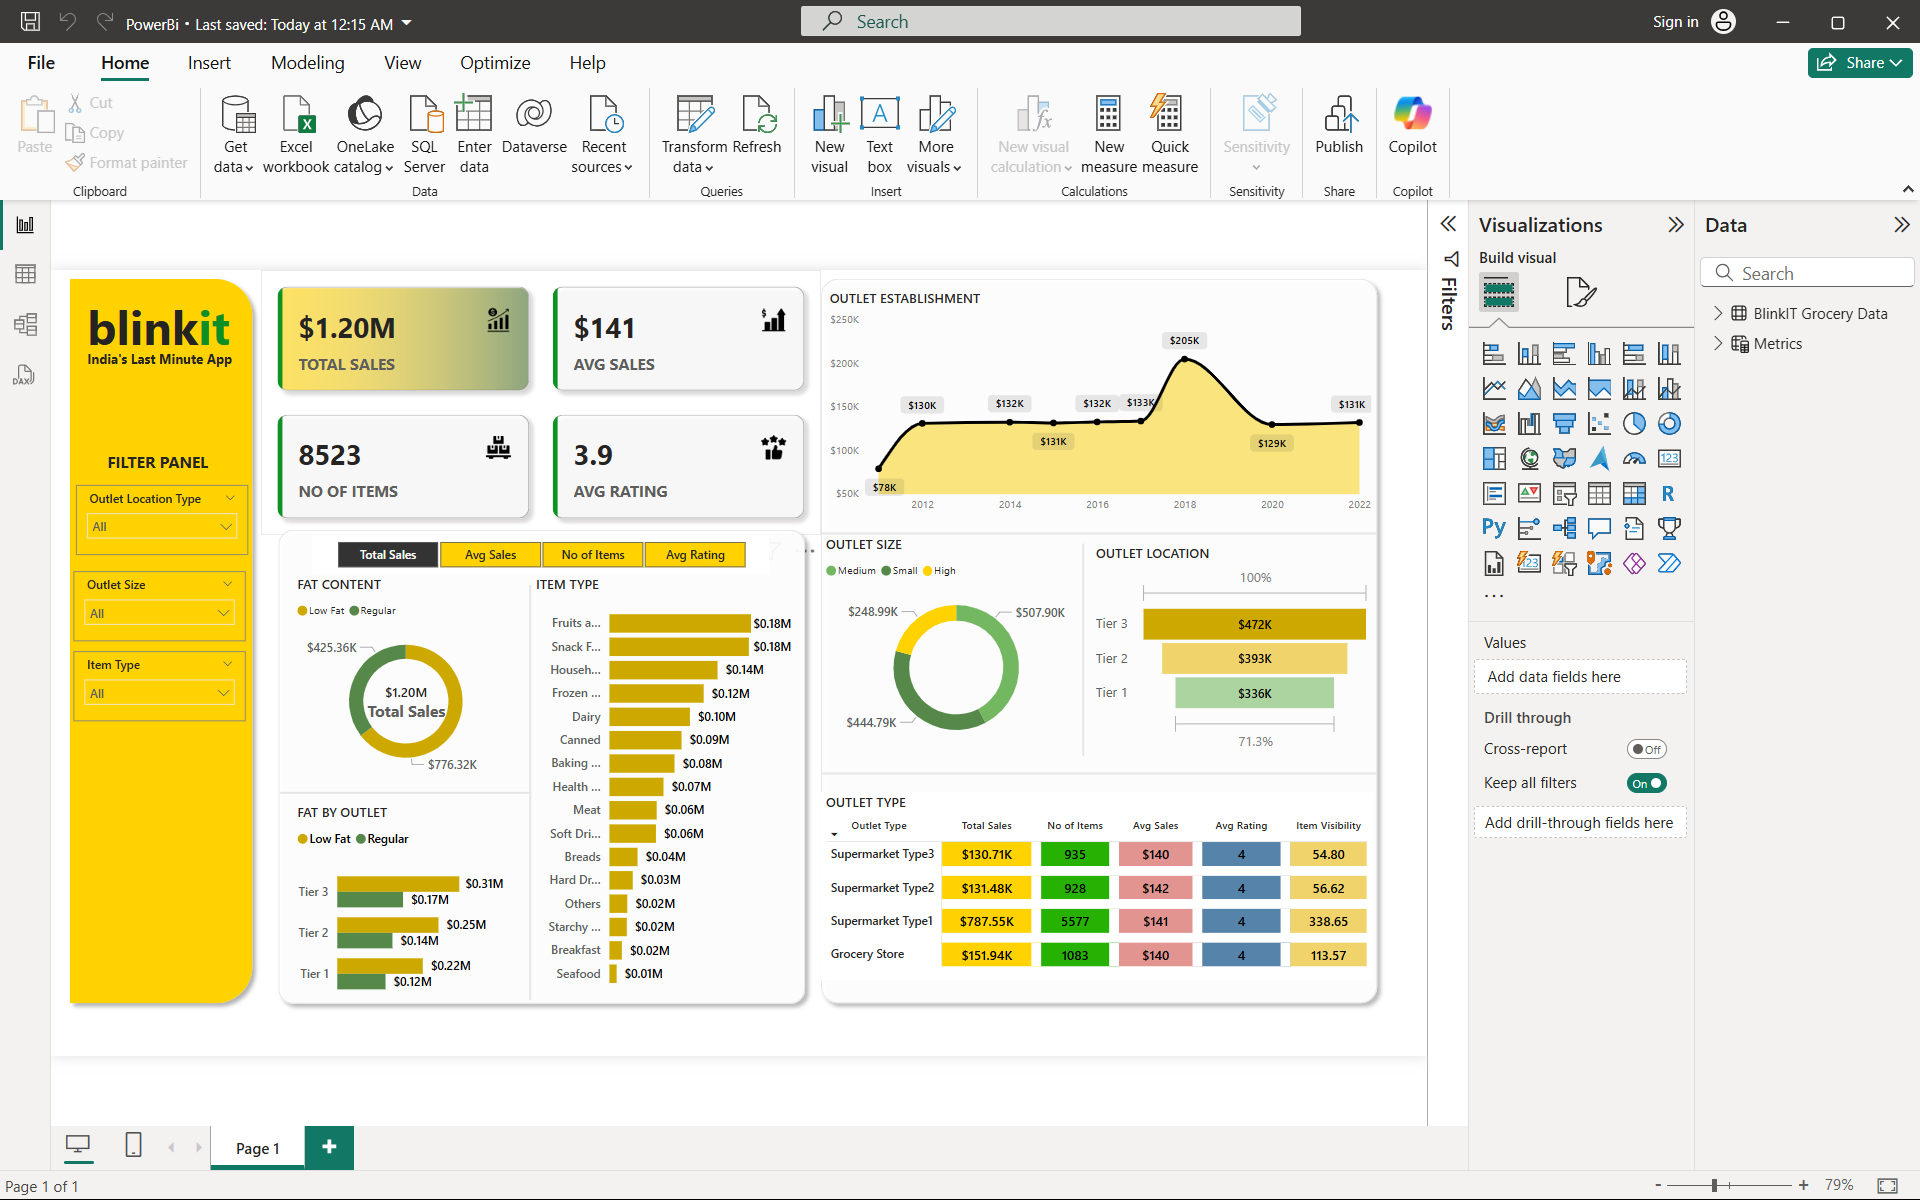 PowerBi • Last saved: Today at 12:15 AM
Search
Sign in
File
Home
Insert
Modeling
View
Optimize
Help
Share
Paste
Cut
Copy
Format painter
Clipboard
Get data
Excel workbook
OneLake catalog
SQL Server
Enter data
Dataverse
Recent sources
Data
Transform data
Refresh
Queries
New visual
Text box
More visuals
Insert
New visual calculation
New measure
Quick measure
Calculations
Sensitivity
Sensitivity
Publish
Share
Copilot
Copilot
DAX
blinkit
India's Last Minute App
FILTER PANEL
Outlet Location Type
All
Outlet Size
All
Item Type
All
$1.20M
TOTAL SALES
$141
AVG SALES
8523
NO OF ITEMS
3.9
AVG RATING
Total Sales
Avg Sales
No of Items
Avg Rating
FAT CONTENT
Low Fat
Regular
$425.36K
$1.20M
Total Sales
$776.32K
FAT BY OUTLET
Low Fat
Regular
Tier 3
$0.31M
$0.17M
Tier 2
$0.25M
$0.14M
Tier 1
$0.22M
$0.12M
ITEM TYPE
Fruits a... $0.18M
Snack F... $0.18M
Househ... $0.14M
Frozen ... $0.12M
Dairy $0.10M
Canned $0.09M
Baking ... $0.08M
Health ... $0.07M
Meat $0.06M
Soft Dri... $0.06M
Breads $0.04M
Hard Dr... $0.03M
Others $0.02M
Starchy ... $0.02M
Breakfast $0.02M
Seafood $0.01M
OUTLET ESTABLISHMENT
$250K
$200K
$150K
$100K
$50K
$78K
$130K
$132K
$131K
$132K
$133K
$205K
$129K
$131K
2012 2014 2016 2018 2020 2022
OUTLET SIZE
Medium Small High
$248.99K
$507.90K
$444.79K
OUTLET LOCATION
100%
Tier 3 $472K
Tier 2 $393K
Tier 1 $336K
71.3%
OUTLET TYPE
Outlet Type Total Sales No of Items Avg Sales Avg Rating Item Visibility
Supermarket Type3 $130.71K 935 $140 4 54.80
Supermarket Type2 $131.48K 928 $142 4 56.62
Supermarket Type1 $787.55K 5577 $141 4 338.65
Grocery Store $151.94K 1083 $140 4 113.57
Filters
Visualizations
Build visual
123
R
Py
123
...
Values
Add data fields here
Drill through
Cross-report
Off
Keep all filters
On
Add drill-through fields here
Data
Search
BlinkIT Grocery Data
Metrics
Page 1
+
Page 1 of 1
- + 79%